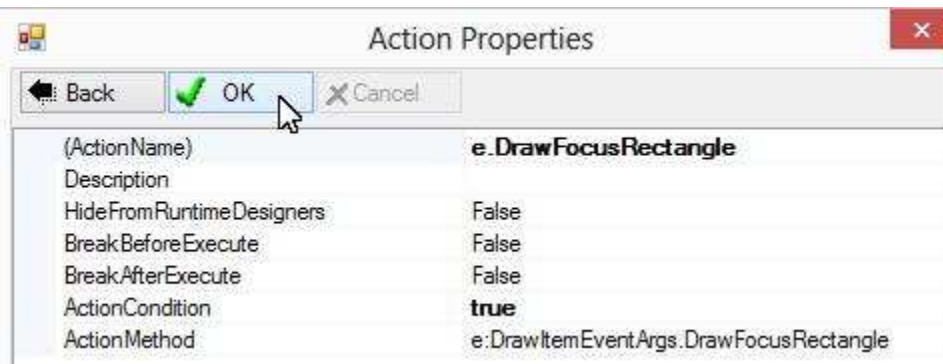 Action Properties
Back OK Cancel
(ActionName) e.DrawFocusRectangle
Description
HideFromRuntimeDesigners False
BreakBeforeExecute False
BreakAfterExecute False
ActionCondition true
ActionMethod e:DrawItemEventArgs.DrawFocusRectangle